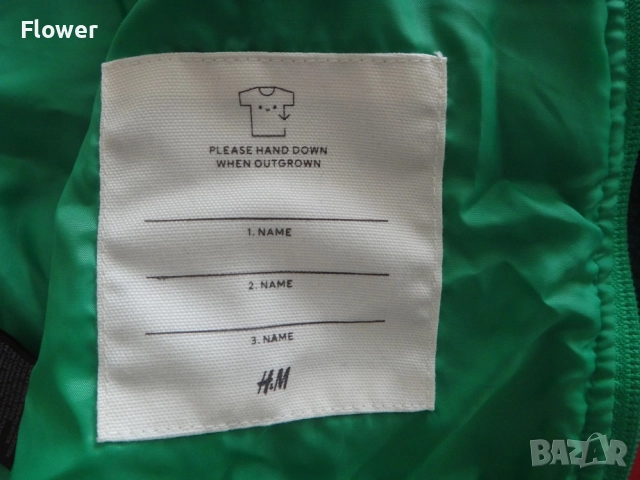 Flower
PLEASE HAND DOWN
WHEN OUTGROWN
1. NAME
2. NAME
3. NAME
H&M
BAZAR